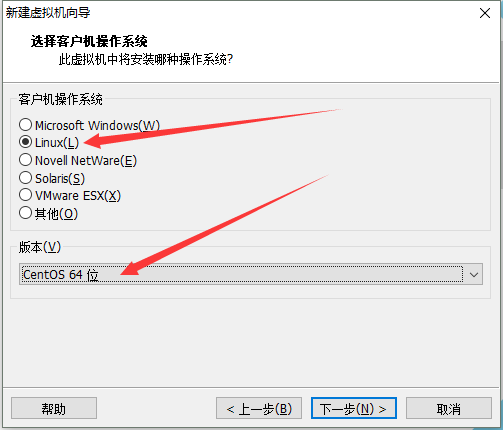 新建虚拟机向导
选择客户机操作系统
此虚拟机中将安装哪种操作系统?
客户机操作系统
Microsoft Windows(W)
Linux(L)
Novell NetWare(E)
Solaris(S)
VMware ESX(X)
其他(O)
版本(V)
CentOS 64 位
帮助
< 上一步(B)
下一步(N) >
取消